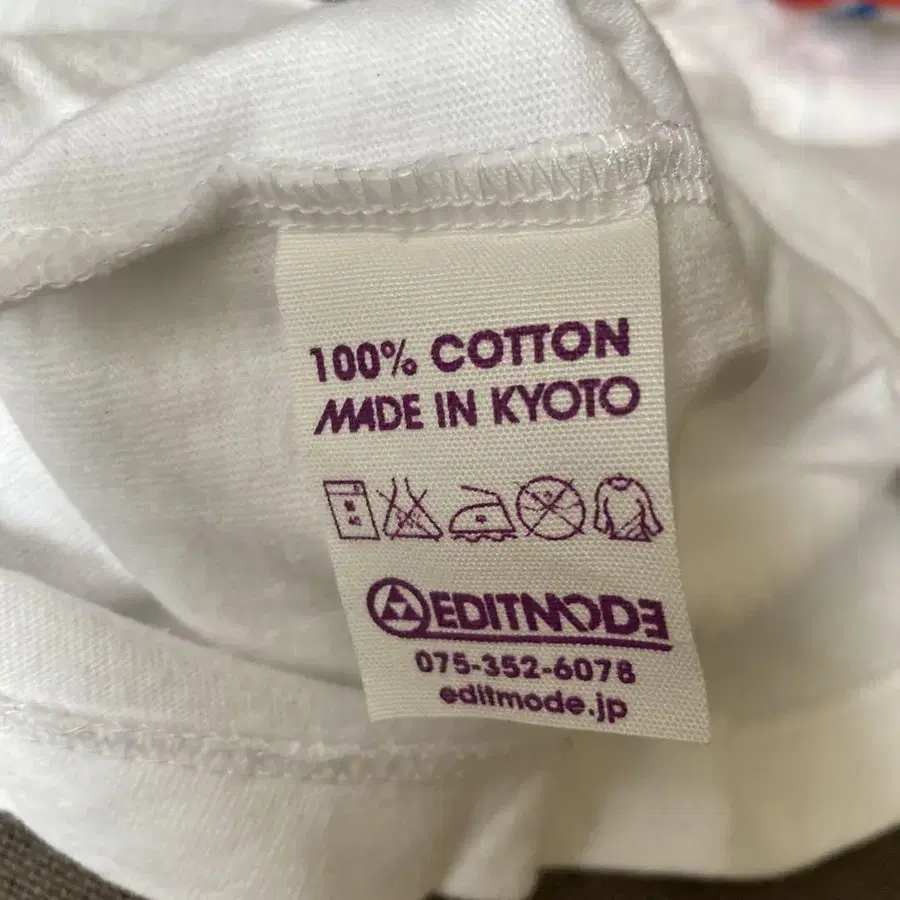 100% COTTON
MADE IN KYOTO
EDITMODE
075-352-6078
editmode.jp